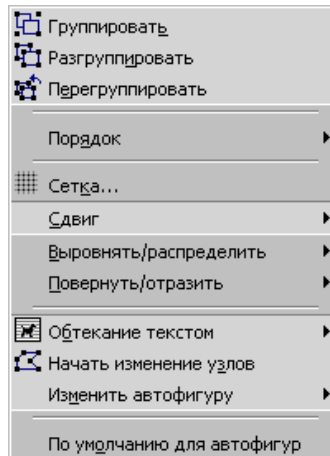 Группировать
Разгруппировать
Перегруппировать
Порядок
Сетка...
Сдвиг
Выровнять/распределить
Повернуть/отразить
Обтекание текстом
Начать изменение узлов
Изменить автофигуру
По умолчанию для автофигур